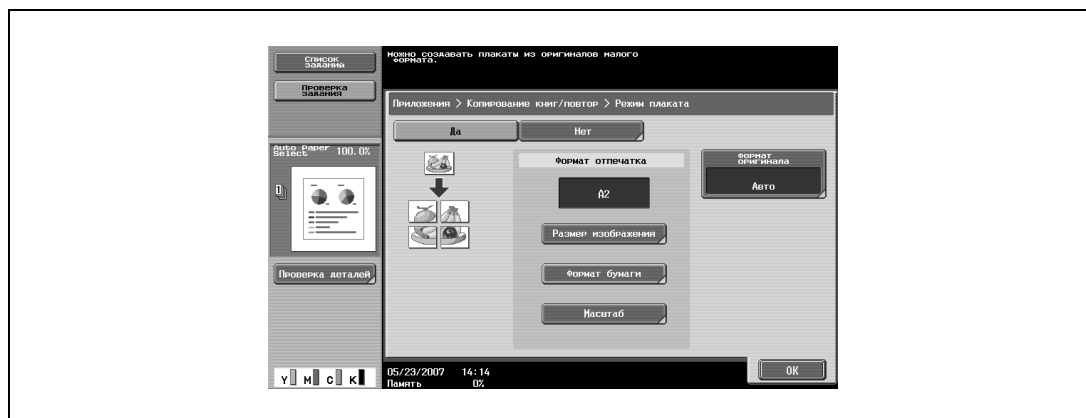 Список
заданий
Можно создавать плакаты из оригиналов малого
формата.
Проверка
задания
Приложения > Копирование книг/повтор > Режим плаката
Да
Нет
Auto Paper
Select
100.0%
1
Формат отпечатка
Формат
оригинала
Авто
A2
Размер изображения
Проверка деталей
Формат бумаги
Масштаб
Y M C K
05/23/2007 14:14
Память 0%
OK